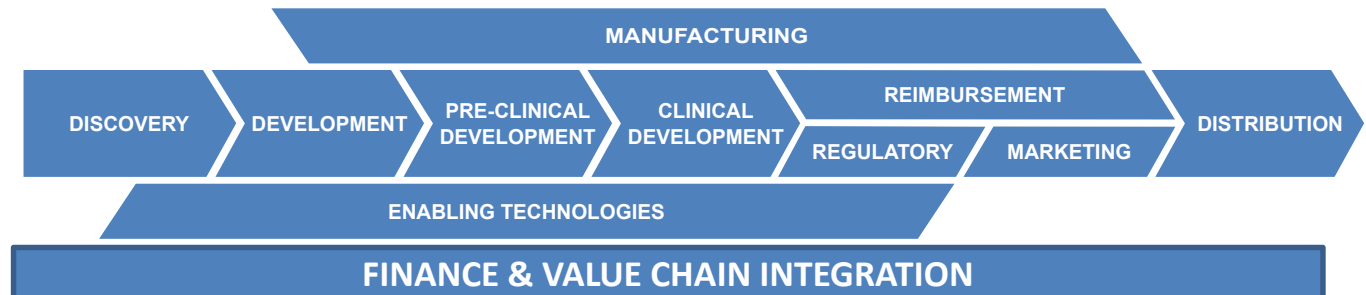 MANUFACTURING
DISCOVERY
DEVELOPMENT
PRE-CLINICAL
DEVELOPMENT
CLINICAL
DEVELOPMENT
REIMBURSEMENT
REGULATORY
MARKETING
DISTRIBUTION
ENABLING TECHNOLOGIES
FINANCE & VALUE CHAIN INTEGRATION